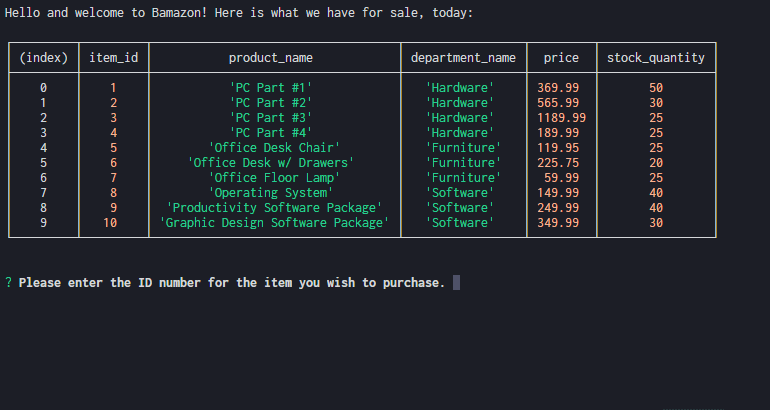 Hello and welcome to Bamazon! Here is what we have for sale, today:
(index) item_id product_name department_name price stock_quantity
0 1 'PC Part #1' 'Hardware' 369.99 50
1 2 'PC Part #2' 'Hardware' 565.99 30
2 3 'PC Part #3' 'Hardware' 1189.99 25
3 4 'PC Part #4' 'Hardware' 189.99 25
4 5 'Office Desk Chair' 'Furniture' 119.95 25
5 6 'Office Desk w/ Drawers' 'Furniture' 225.75 20
6 7 'Office Floor Lamp' 'Furniture' 59.99 25
7 8 'Operating System' 'Software' 149.99 40
8 9 'Productivity Software Package' 'Software' 249.99 40
9 10 'Graphic Design Software Package' 'Software' 349.99 30
? Please enter the ID number for the item you wish to purchase.